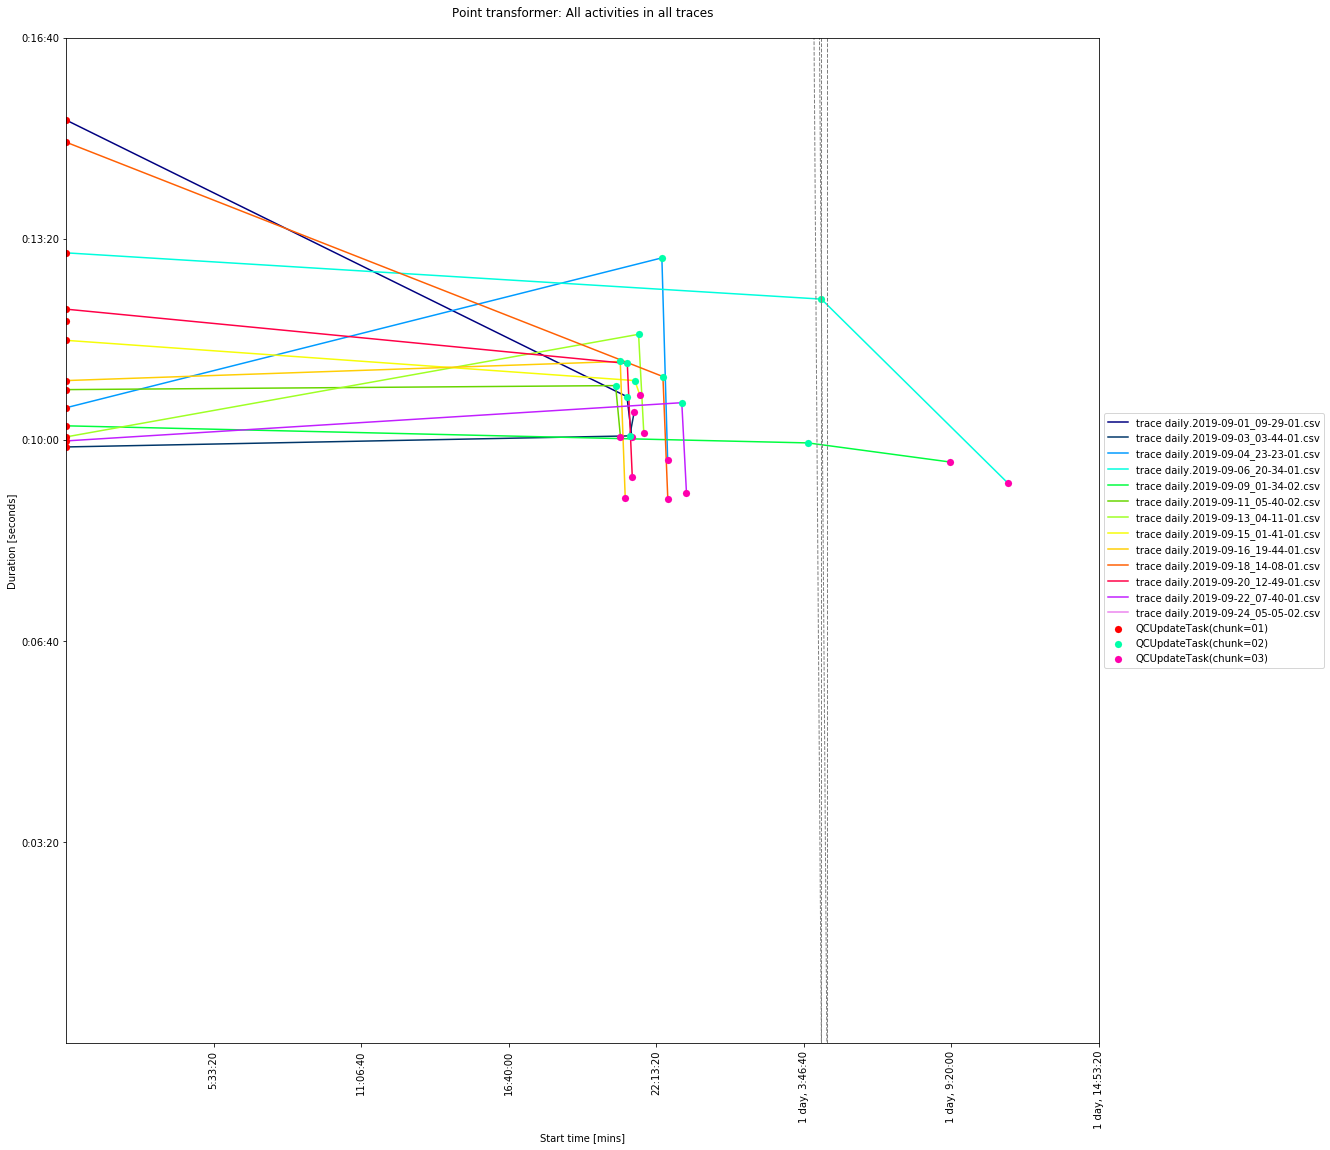 Point transformer: All activities in all traces
0:16:40
0:13:20
0:10:00
0:06:40
0:03:20
Duration [seconds]
5:33:20
11:06:40
16:40:00
22:13:20
1 day, 3:46:40
1 day, 9:20:00
1 day, 14:53:20
Start time [mins]
trace daily.2019-09-01_09-29-01.csv
trace daily.2019-09-03_03-44-01.csv
trace daily.2019-09-04_23-23-01.csv
trace daily.2019-09-06_20-34-01.csv
trace daily.2019-09-09_01-34-02.csv
trace daily.2019-09-11_05-40-02.csv
trace daily.2019-09-13_04-11-01.csv
trace daily.2019-09-15_01-41-01.csv
trace daily.2019-09-16_19-44-01.csv
trace daily.2019-09-18_14-08-01.csv
trace daily.2019-09-20_12-49-01.csv
trace daily.2019-09-22_07-40-01.csv
trace daily.2019-09-24_05-05-02.csv
QCUpdateTask(chunk=01)
QCUpdateTask(chunk=02)
QCUpdateTask(chunk=03)